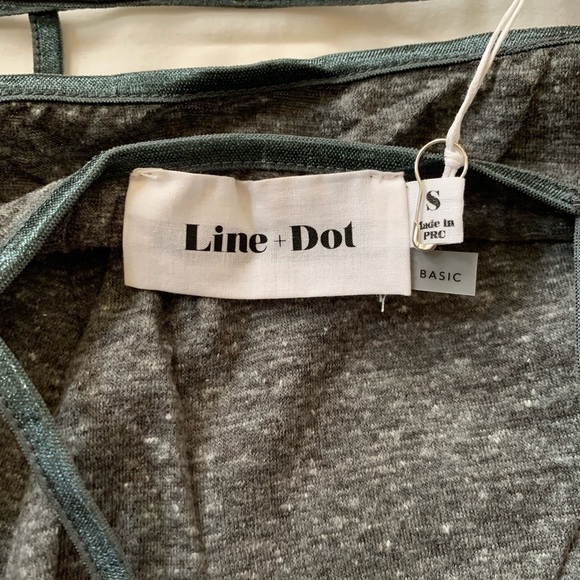 Line + Dot
S
Made in
PRC
BASIC